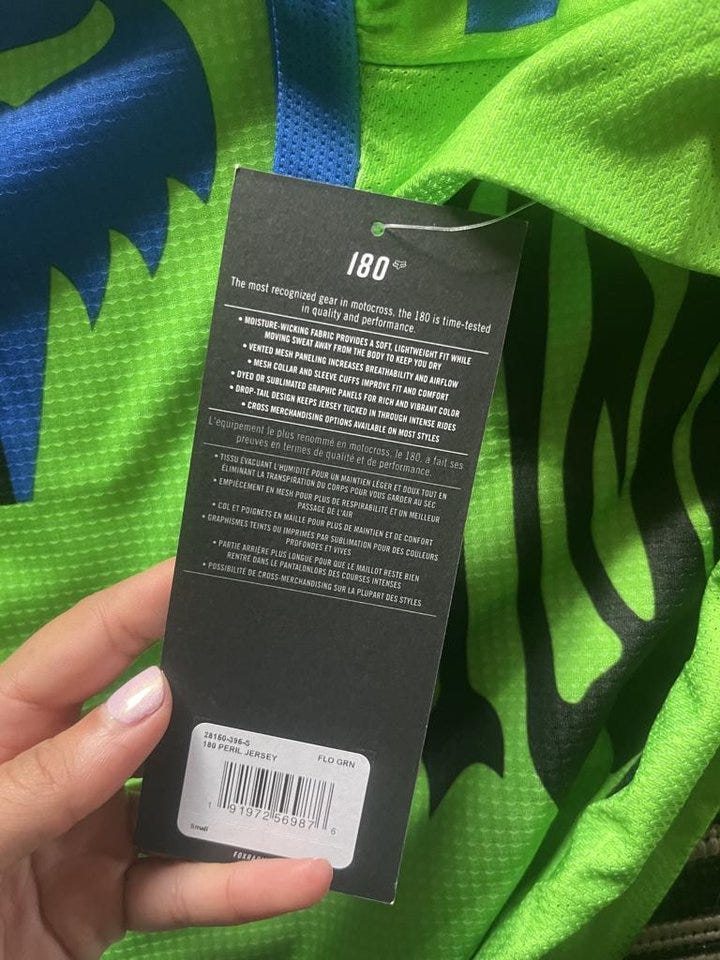 180
The most recognized gear in motocross, the 180 is time-tested
in quality and performance.
• MOISTURE-WICKING FABRIC PROVIDES A SOFT, LIGHTWEIGHT FIT WHILE
MOVING SWEAT AWAY FROM THE BODY TO KEEP YOU DRY
• VENTED MESH PANELING INCREASES BREATHABILITY AND AIRFLOW
• MESH COLLAR AND SLEEVE CUFFS IMPROVE FIT AND COMFORT
• DYED OR SUBLIMATED GRAPHIC PANELS FOR RICH AND VIBRANT COLOR
• DROP-TAIL DESIGN KEEPS JERSEY TUCKED IN THROUGH INTENSE RIDES
• CROSS MERCHANDISING OPTIONS AVAILABLE ON MOST STYLES
L'equipement le plus renommé en motocross, le 180, a fait ses
preuves en termes de qualité et de performance.
• TISSU ÉVACUANT L'HUMIDITÉ POUR UN MAINTIEN LÉGER ET DOUX TOUT EN
ÉLIMINANT LA TRANSPIRATION DU CORPS POUR VOUS GARDER AU SEC
• EMPIÈCEMENT EN MESH POUR PLUS DE RESPIRABILITÉ ET UN MEILLEUR
PASSAGE DE L'AIR
• COL ET POIGNETS EN MAILLE POUR PLUS DE MAINTIEN ET DE CONFORT
• GRAPHISMES TEINTS OU IMPRIMÉS PAR SUBLIMATION POUR DES COULEURS
PROFONDES ET VIVES
• PARTIE ARRIÈRE PLUS LONGUE POUR QUE LE MAILLOT RESTE BIEN
RENTRÉ DANS LE PANTALONLORS DES COURSES INTENSES
• POSSIBILITÉ DE CROSS-MERCHANDISING SUR LA PLUPART DES STYLES
28150-395-S
180 PERIL JERSEY FLO GRN
1 91972 56987 6
Small